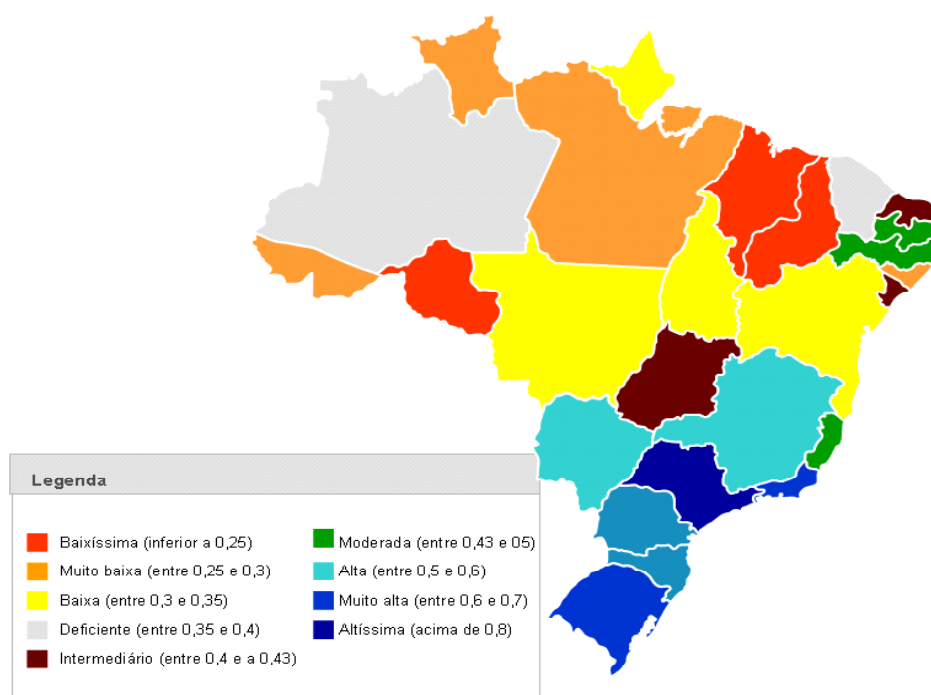 Legenda
Baixíssima (inferior a 0,25)
Muito baixa (entre 0,25 e 0,3)
Baixa (entre 0,3 e 0,35)
Deficiente (entre 0,35 e 0,4)
Intermediário (entre 0,4 e a 0,43)
Moderada (entre 0,43 e 05)
Alta (entre 0,5 e 0,6)
Muito alta (entre 0,6 e 0,7)
Altíssima (acima de 0,8)